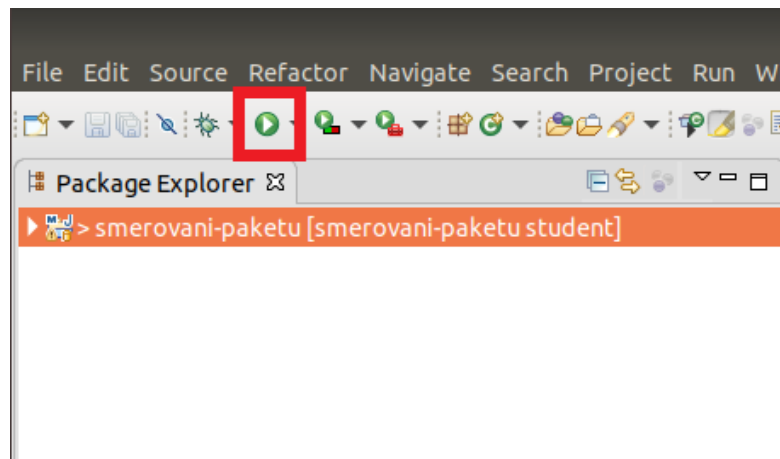 File Edit Source Refactor Navigate Search Project Run W
Package Explorer
> smerovani-paketu [smerovani-paketu student]